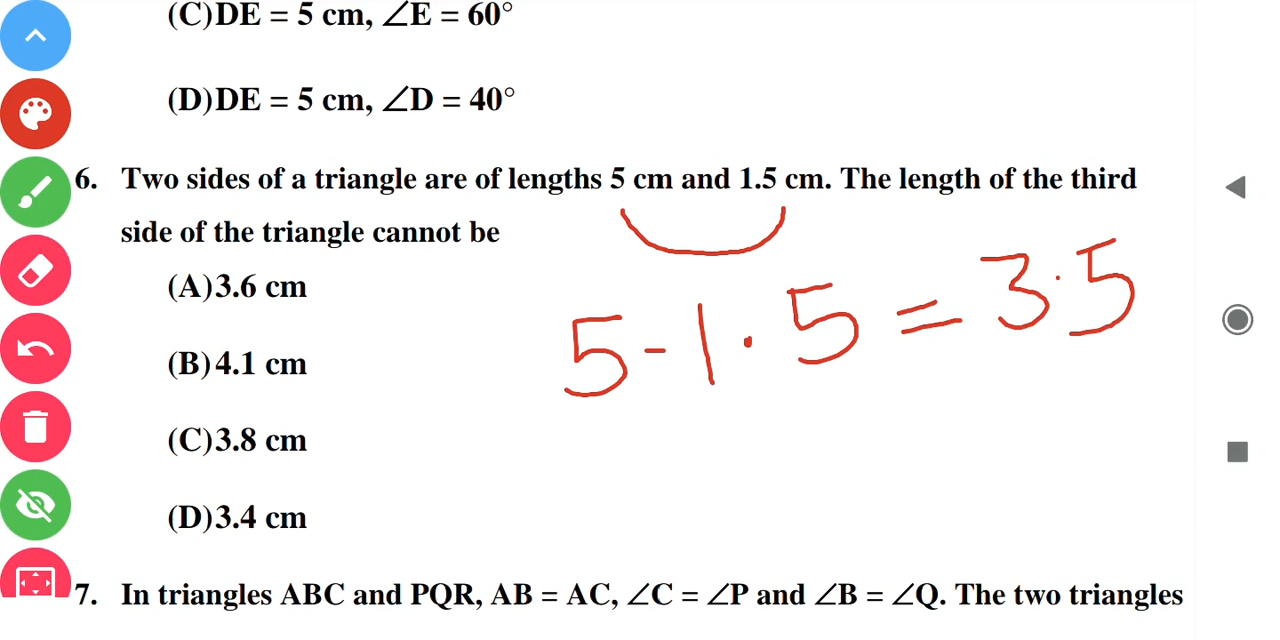 (C)DE = 5 cm, ∠E = 60°
(D)DE = 5 cm, ∠D = 40°
6. Two sides of a triangle are of lengths 5 cm and 1.5 cm. The length of the third
side of the triangle cannot be
(A)3.6 cm
5-1.5=3.5
(B)4.1 cm
(C)3.8 cm
(D)3.4 cm
7. In triangles ABC and PQR, AB = AC, ∠C = ∠P and ∠B = ∠Q. The two triangles